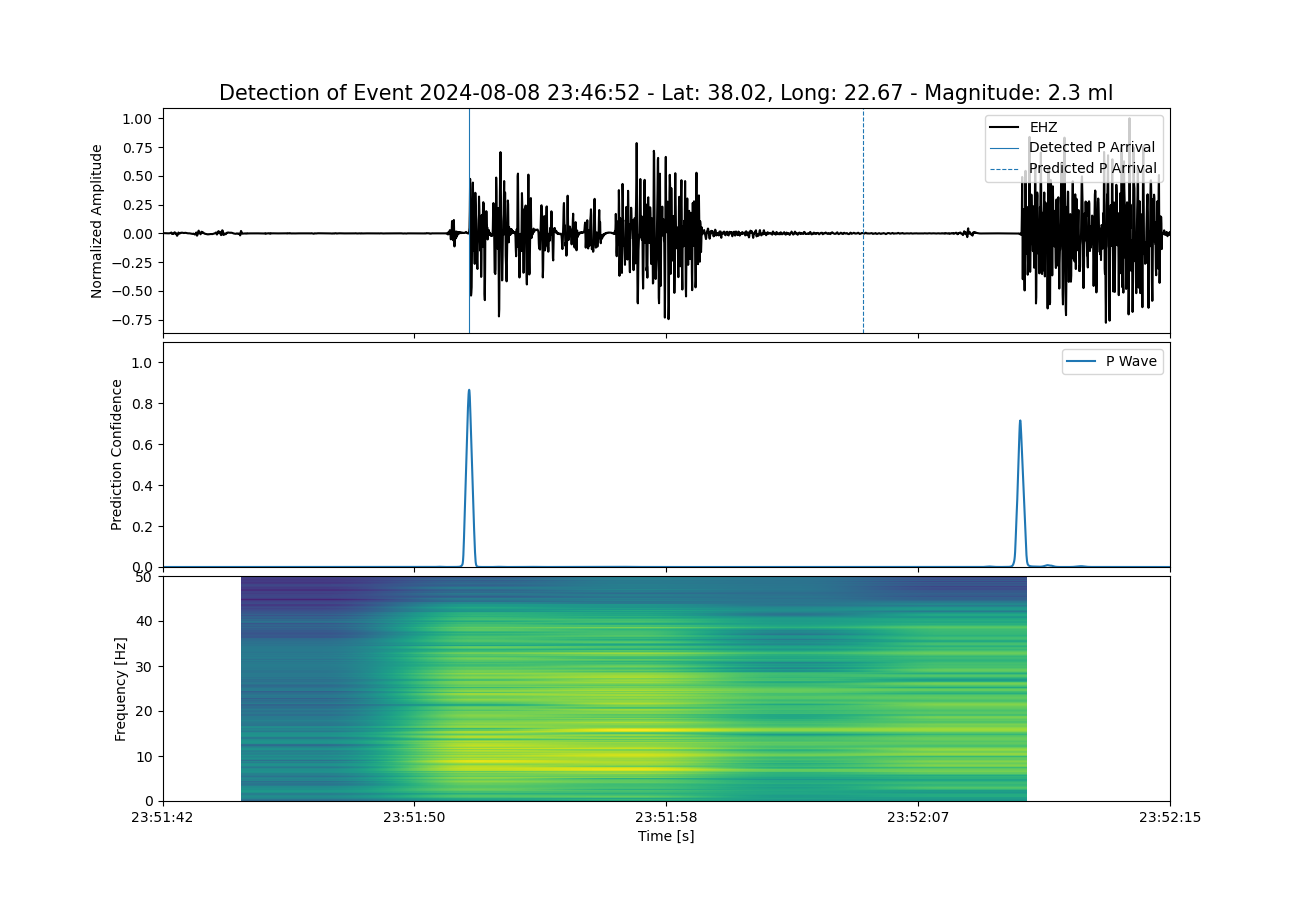 Detection of Event 2024-08-08 23:46:52 - Lat: 38.02, Long: 22.67 - Magnitude: 2.3 ml
Normalized Amplitude
1.00
0.75
0.50
0.25
0.00
−0.25
−0.50
−0.75
EHZ
Detected P Arrival
Predicted P Arrival
Prediction Confidence
1.0
0.8
0.6
0.4
0.2
0.0
P Wave
Frequency [Hz]
50
40
30
20
10
0
23:51:42 23:51:50 23:51:58 23:52:07 23:52:15
Time [s]